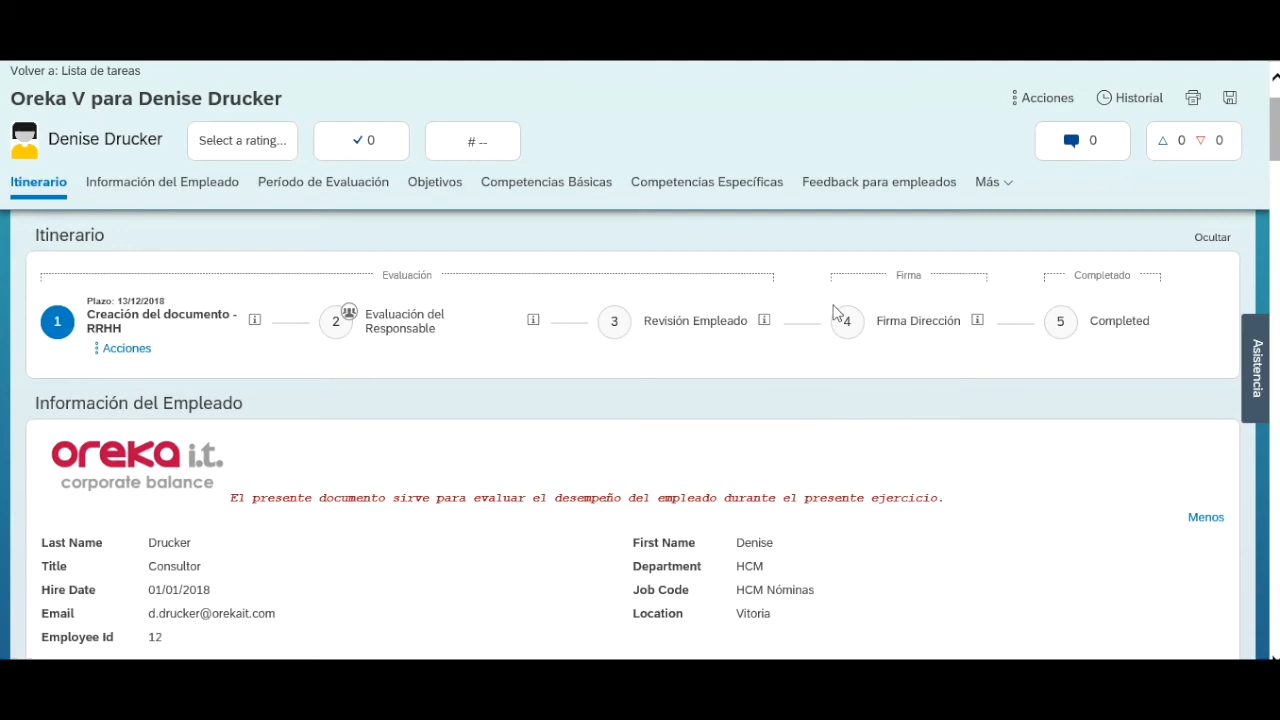 Volver a: Lista de tareas
Oreka V para Denise Drucker
Acciones Historial
Denise Drucker Select a rating... 0 # -- 0 0 0
Itinerario Información del Empleado Período de Evaluación Objetivos Competencias Básicas Competencias Específicas Feedback para empleados Más
Itinerario Ocultar
Evaluación Firma Completado
Plazo: 13/12/2018
1 Creación del documento - RRHH
Acciones
2 Evaluación del Responsable
3 Revisión Empleado
4 Firma Dirección
5 Completed
Asistencia
Información del Empleado
oreka i.t.
corporate balance
El presente documento sirve para evaluar el desempeño del empleado durante el presente ejercicio.
Menos
Last Name Drucker First Name Denise
Title Consultor Department HCM
Hire Date 01/01/2018 Job Code HCM Nóminas
Email d.drucker@orekait.com Location Vitoria
Employee Id 12